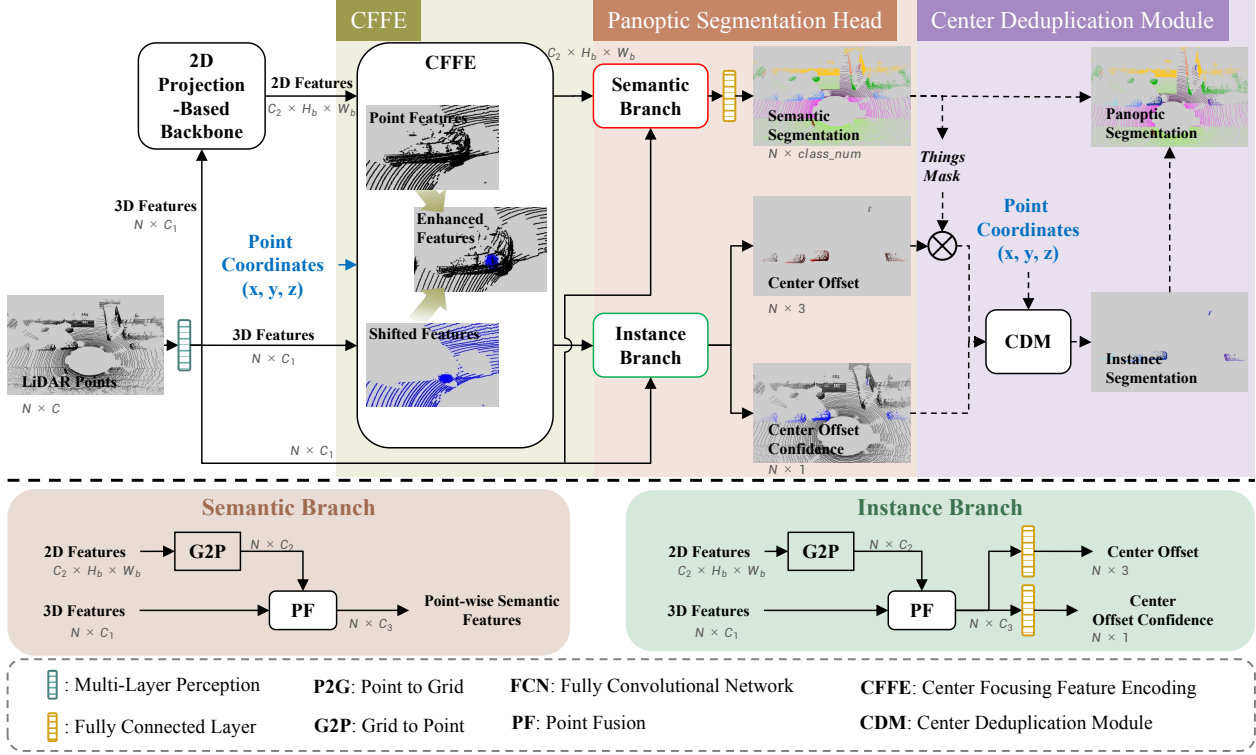 CFFE
Panoptic Segmentation Head
Center Deduplication Module
2D
Projection
-Based
Backbone
2D Features
C₂ × H_b × W_b
CFFE
C₂ × H_b × W_b
Semantic
Branch
Semantic
Segmentation
N × class_num
Panoptic
Segmentation
Point Features
Things
Mask
3D Features
N × C₁
Point
Coordinates
(x, y, z)
Enhanced
Features
Point
Coordinates
(x, y, z)
Center Offset
N × 3
LiDAR Points
N × C
3D Features
N × C₁
Shifted Features
Instance
Branch
CDM
Instance
Segmentation
Center Offset
Confidence
N × 1
N × C₁
Semantic Branch
2D Features
C₂ × H_b × W_b
G2P
N × C₂
3D Features
N × C₁
PF
N × C₃
Point-wise Semantic
Features
Instance Branch
2D Features
C₂ × H_b × W_b
G2P
N × C₂
3D Features
N × C₁
PF
N × C₃
Center Offset
N × 3
Center
Offset Confidence
N × 1
: Multi-Layer Perception
P2G: Point to Grid
FCN: Fully Convolutional Network
CFFE: Center Focusing Feature Encoding
: Fully Connected Layer
G2P: Grid to Point
PF: Point Fusion
CDM: Center Deduplication Module